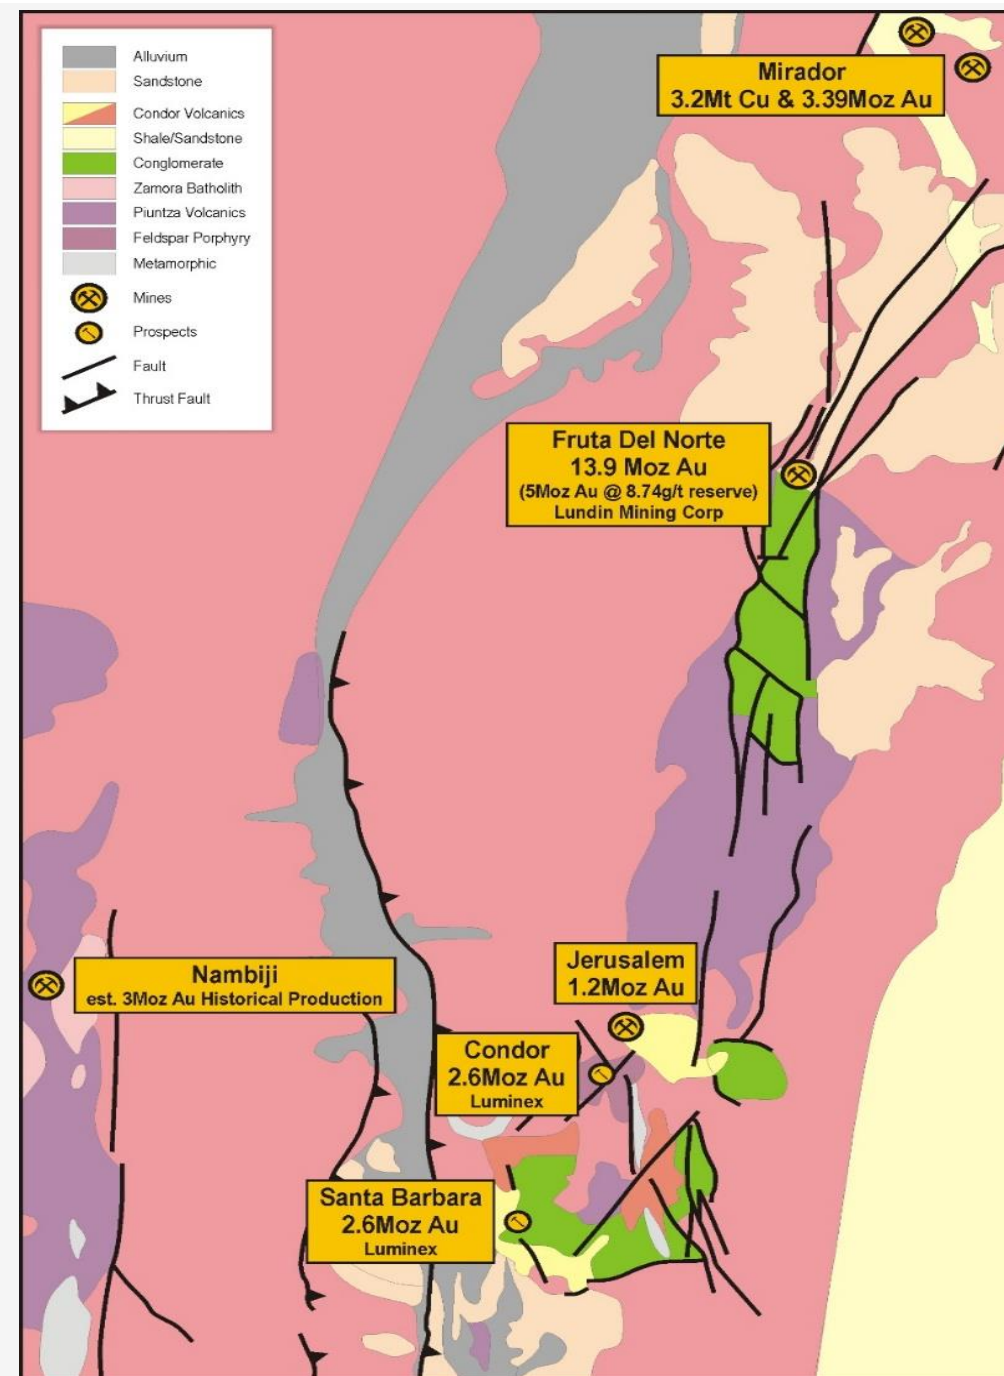 Alluvium
Sandstone
Condor Volcanics
Shale/Sandstone
Conglomerate
Zamora Batholith
Piuntza Volcanics
Feldspar Porphyry
Metamorphic
Mines
Prospects
Fault
Thrust Fault
Mirador
3.2Mt Cu & 3.39Moz Au
Fruta Del Norte
13.9 Moz Au
(5Moz Au @ 8.74g/t reserve)
Lundin Mining Corp
Nambiji
est. 3Moz Au Historical Production
Jerusalem
1.2Moz Au
Condor
2.6Moz Au
Luminex
Santa Barbara
2.6Moz Au
Luminex